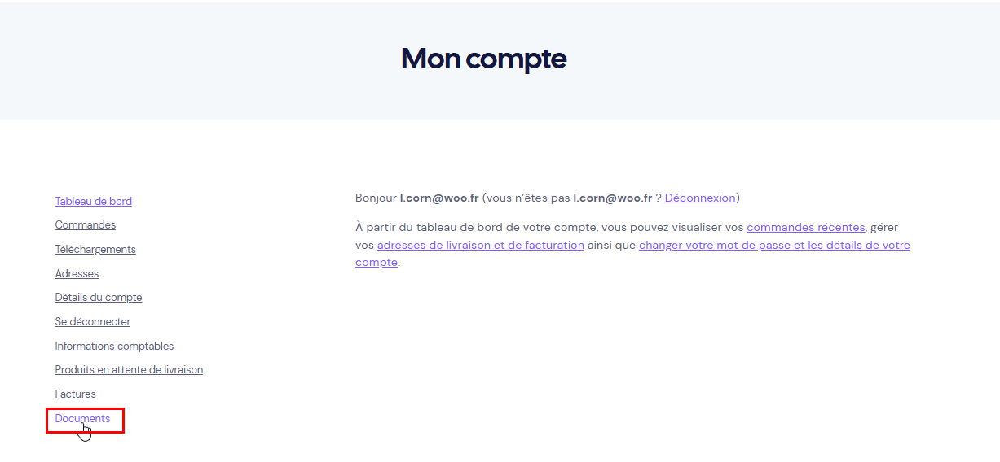 Mon compte
Tableau de bord
Commandes
Téléchargements
Adresses
Détails du compte
Se déconnecter
Informations comptables
Produits en attente de livraison
Factures
Documents
Bonjour l.corn@woo.fr (vous n’êtes pas l.corn@woo.fr ? Déconnexion)
À partir du tableau de bord de votre compte, vous pouvez visualiser vos commandes récentes, gérer
vos adresses de livraison et de facturation ainsi que changer votre mot de passe et les détails de votre
compte.